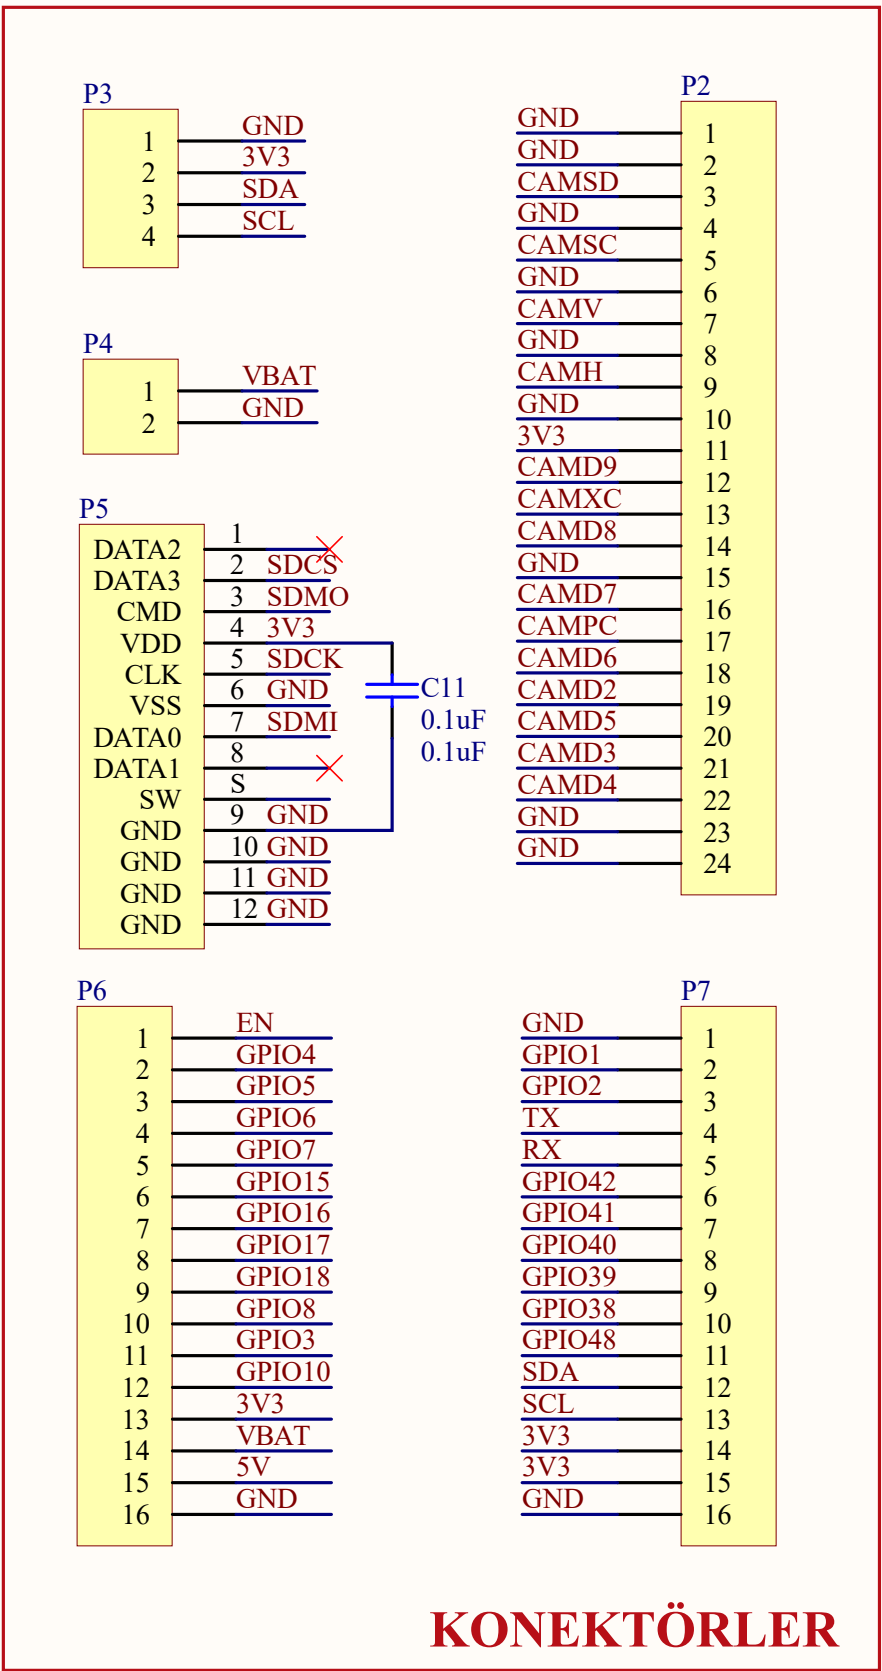 P3
1 GND
2 3V3
3 SDA
4 SCL
P4
1 VBAT
2 GND
P5
DATA2 1
DATA3 2 SDCS
CMD 3 SDMO
VDD 4 3V3
CLK 5 SDCK
VSS 6 GND
DATA0 7 SDMI
DATA1 8
SW S
GND 9 GND
GND 10 GND
GND 11 GND
GND 12 GND
C11
0.1uF
0.1uF
P2
GND 1
GND 2
CAMSD 3
GND 4
CAMSC 5
GND 6
CAMV 7
GND 8
CAMH 9
GND 10
3V3 11
CAMD9 12
CAMXC 13
CAMD8 14
GND 15
CAMD7 16
CAMPC 17
CAMD6 18
CAMD2 19
CAMD5 20
CAMD3 21
CAMD4 22
GND 23
GND 24
P6
1 EN
2 GPIO4
3 GPIO5
4 GPIO6
5 GPIO7
6 GPIO15
7 GPIO16
8 GPIO17
9 GPIO18
10 GPIO8
11 GPIO3
12 GPIO10
13 3V3
14 VBAT
15 5V
16 GND
P7
GND 1
GPIO1 2
GPIO2 3
TX 4
RX 5
GPIO42 6
GPIO41 7
GPIO40 8
GPIO39 9
GPIO38 10
GPIO48 11
SDA 12
SCL 13
3V3 14
3V3 15
GND 16
KONEKTÖRLER